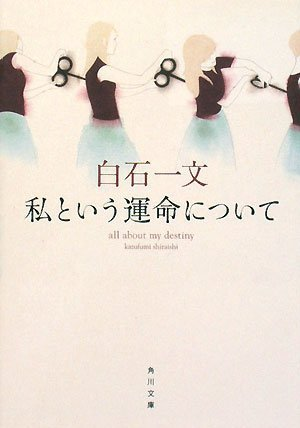 白石一文
私という運命について
all about my destiny
kazufumi shiraishi
角川文庫